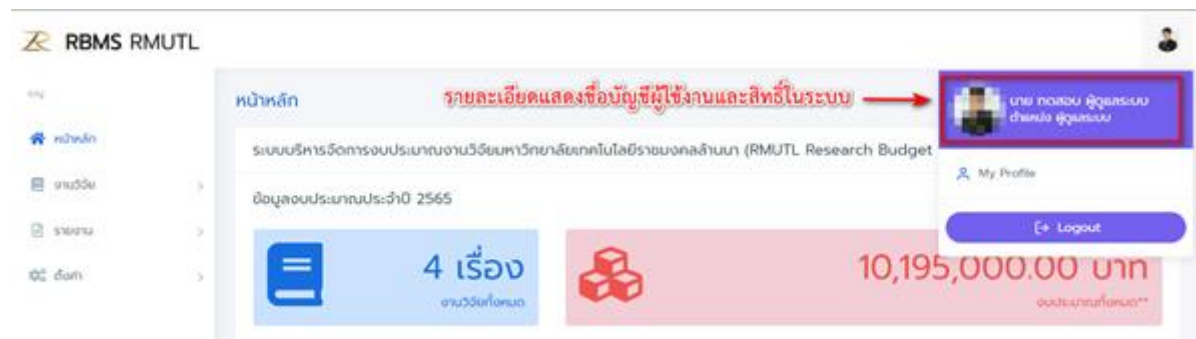 RBMS RMUTL
เมนู
หน้าหลัก
งานวิจัย
รายงาน
ตั้งค่า
หน้าหลัก
รายละเอียดแสดงชื่อบัญชีผู้ใช้งานและสิทธิ์ในระบบ
นาย ทดสอบ ผู้ดูแลระบบ
ตำแหน่ง ผู้ดูแลระบบ
ระบบบริหารจัดการงบประมาณงานวิจัยมหาวิทยาลัยเทคโนโลยีราชมงคลล้านนา (RMUTL Research Budget
My Profile
Logout
ข้อมูลงบประมาณประจำปี 2565
4 เรื่อง
งานวิจัยทั้งหมด
10,195,000.00 บาท
งบประมาณทั้งหมด**